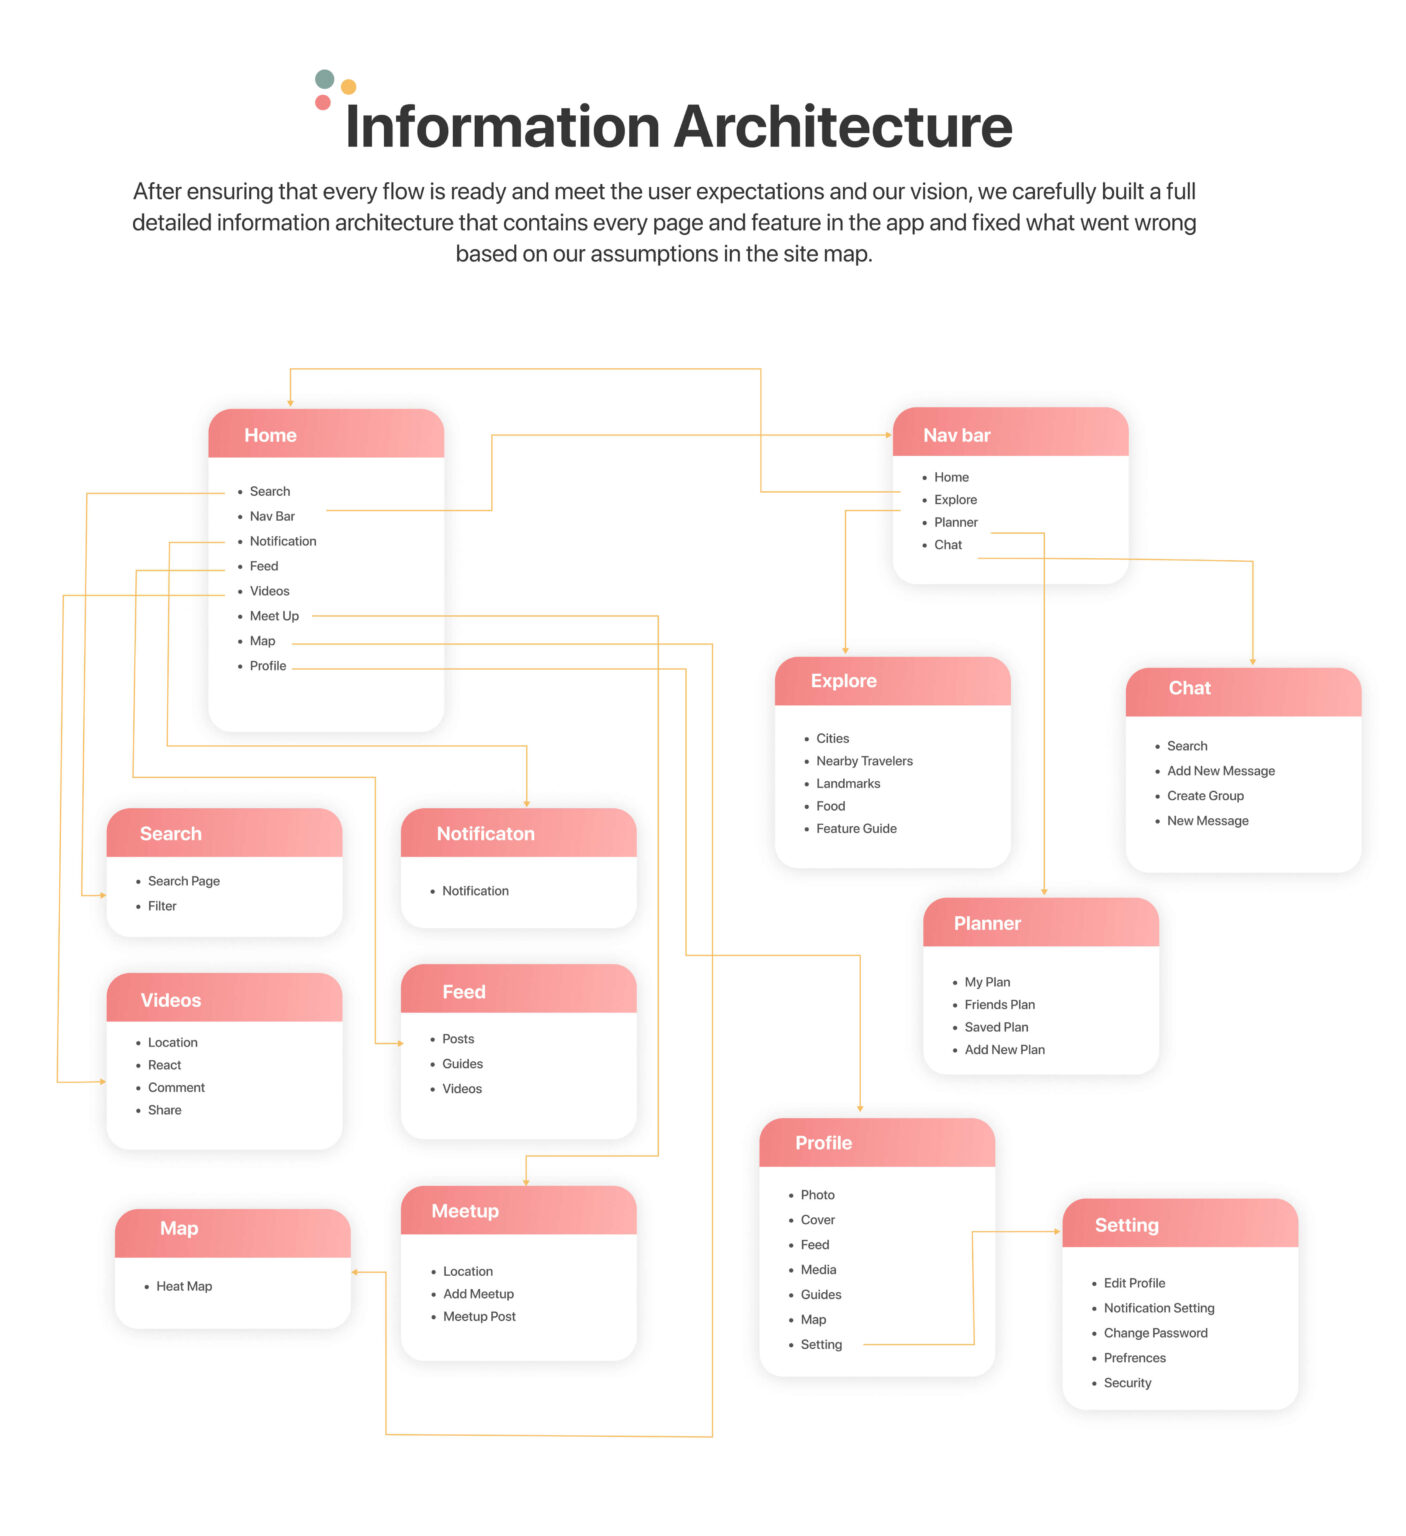 Information Architecture
After ensuring that every flow is ready and meet the user expectations and our vision, we carefully built a full
detailed information architecture that contains every page and feature in the app and fixed what went wrong
based on our assumptions in the site map.
Home
• Search
• Nav Bar
• Notification
• Feed
• Videos
• Meet Up
• Map
• Profile
Nav bar
• Home
• Explore
• Planner
• Chat
Explore
• Cities
• Nearby Travelers
• Landmarks
• Food
• Feature Guide
Chat
• Search
• Add New Message
• Create Group
• New Message
Search
• Search Page
• Filter
Notificaton
• Notification
Planner
• My Plan
• Friends Plan
• Saved Plan
• Add New Plan
Videos
• Location
• React
• Comment
• Share
Feed
• Posts
• Guides
• Videos
Profile
• Photo
• Cover
• Feed
• Media
• Guides
• Map
• Setting
Map
• Heat Map
Meetup
• Location
• Add Meetup
• Meetup Post
Setting
• Edit Profile
• Notification Setting
• Change Password
• Prefrences
• Security